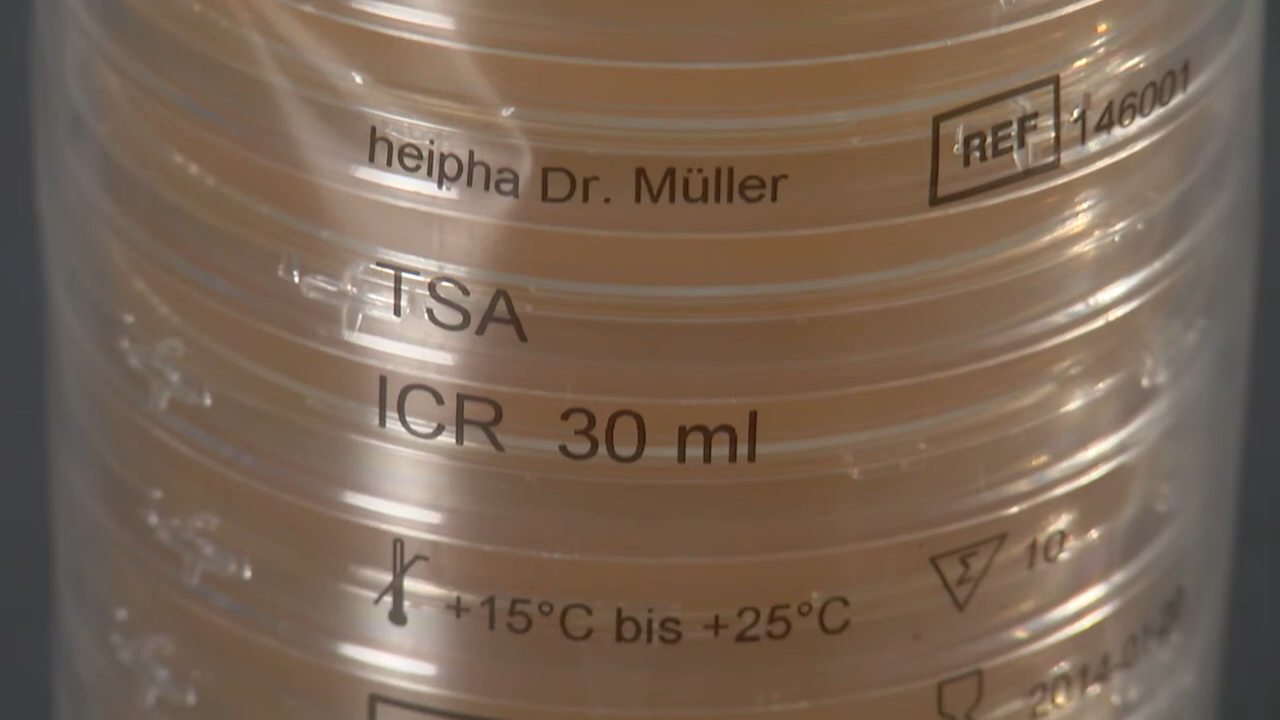 heipha Dr. Müller
REF 146001
TSA
ICR 30 ml
+15°C bis +25°C
Σ 10